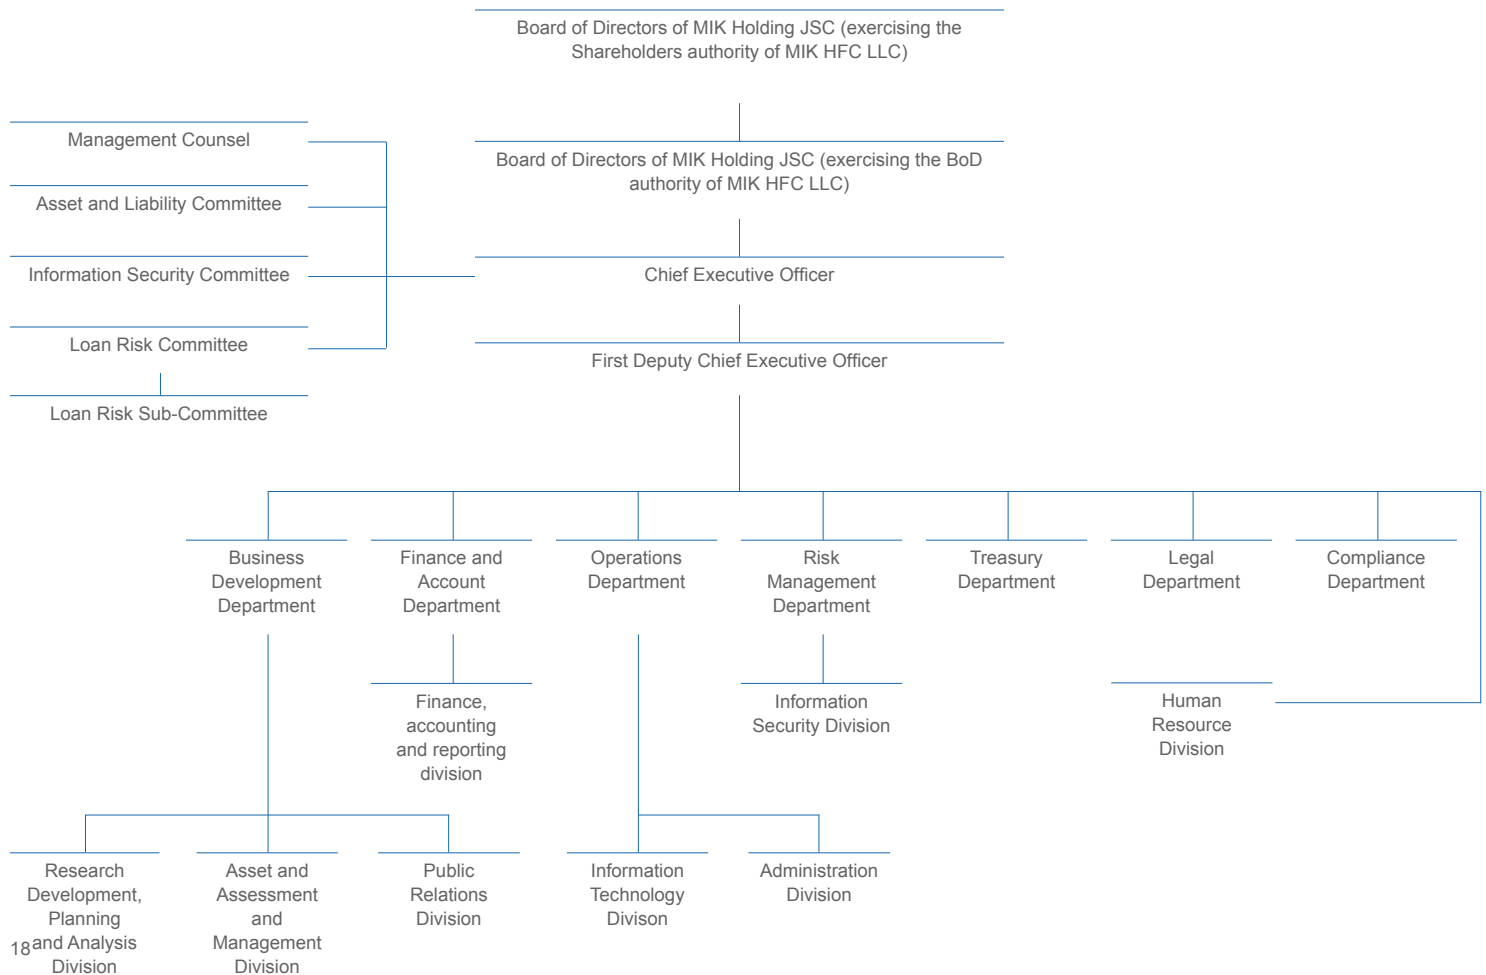 Board of Directors of MIK Holding JSC (exercising the
Shareholders authority of MIK HFC LLC)
Management Counsel
Board of Directors of MIK Holding JSC (exercising the BoD
authority of MIK HFC LLC)
Asset and Liability Committee
Information Security Committee
Chief Executive Officer
Loan Risk Committee
First Deputy Chief Executive Officer
Loan Risk Sub-Committee
Business
Development
Department
Finance and
Account
Department
Operations
Department
Risk
Management
Department
Treasury
Department
Legal
Department
Compliance
Department
Finance,
accounting
and reporting
division
Information
Security Division
Human
Resource
Division
Research
Development,
Planning
and Analysis
Division
Asset and
Assessment
and
Management
Division
Public
Relations
Division
Information
Technology
Divison
Administration
Division
18